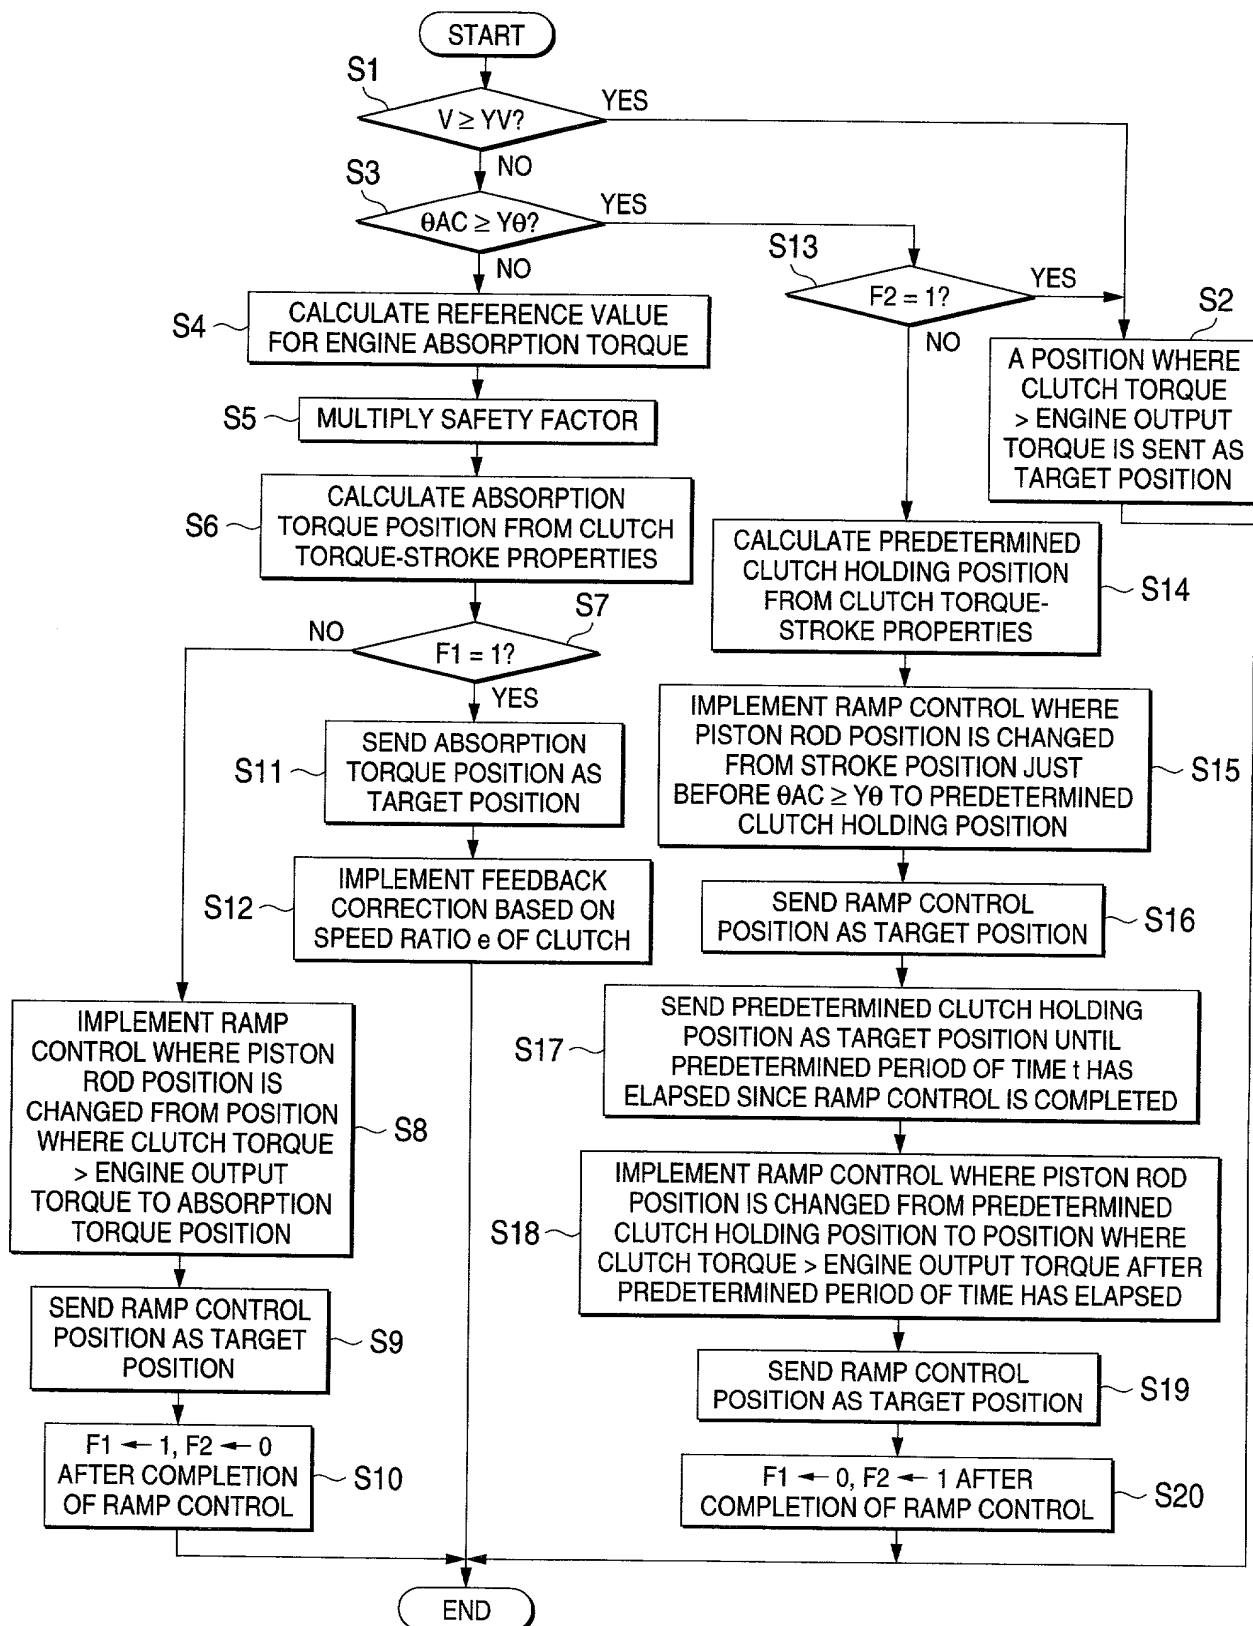 START
S1
V ≥ YV?
YES
NO
S3
θAC ≥ Yθ?
YES
NO
S13
F2 = 1?
YES
NO
S2
A POSITION WHERE
CLUTCH TORQUE
> ENGINE OUTPUT
TORQUE IS SENT AS
TARGET POSITION
S4
CALCULATE REFERENCE VALUE
FOR ENGINE ABSORPTION TORQUE
S5
MULTIPLY SAFETY FACTOR
S6
CALCULATE ABSORPTION
TORQUE POSITION FROM CLUTCH
TORQUE-STROKE PROPERTIES
S7
F1 = 1?
NO
YES
S11
SEND ABSORPTION
TORQUE POSITION AS
TARGET POSITION
S12
IMPLEMENT FEEDBACK
CORRECTION BASED ON
SPEED RATIO e OF CLUTCH
IMPLEMENT RAMP
CONTROL WHERE PISTON
ROD POSITION IS
CHANGED FROM POSITION
WHERE CLUTCH TORQUE
> ENGINE OUTPUT
TORQUE TO ABSORPTION
TORQUE POSITION
S8
SEND RAMP CONTROL
POSITION AS TARGET
POSITION
S9
F1 ← 1, F2 ← 0
AFTER COMPLETION
OF RAMP CONTROL
S10
CALCULATE PREDETERMINED
CLUTCH HOLDING POSITION
FROM CLUTCH TORQUE-
STROKE PROPERTIES
S14
IMPLEMENT RAMP CONTROL WHERE
PISTON ROD POSITION IS CHANGED
FROM STROKE POSITION JUST
BEFORE θAC ≥ Yθ TO PREDETERMINED
CLUTCH HOLDING POSITION
S15
SEND RAMP CONTROL
POSITION AS TARGET POSITION
S16
SEND PREDETERMINED CLUTCH HOLDING
POSITION AS TARGET POSITION UNTIL
PREDETERMINED PERIOD OF TIME t HAS
ELAPSED SINCE RAMP CONTROL IS COMPLETED
S17
IMPLEMENT RAMP CONTROL WHERE PISTON ROD
POSITION IS CHANGED FROM PREDETERMINED
CLUTCH HOLDING POSITION TO POSITION WHERE
CLUTCH TORQUE > ENGINE OUTPUT TORQUE AFTER
PREDETERMINED PERIOD OF TIME HAS ELAPSED
S18
SEND RAMP CONTROL
POSITION AS TARGET POSITION
S19
F1 ← 0, F2 ← 1 AFTER
COMPLETION OF RAMP CONTROL
S20
END